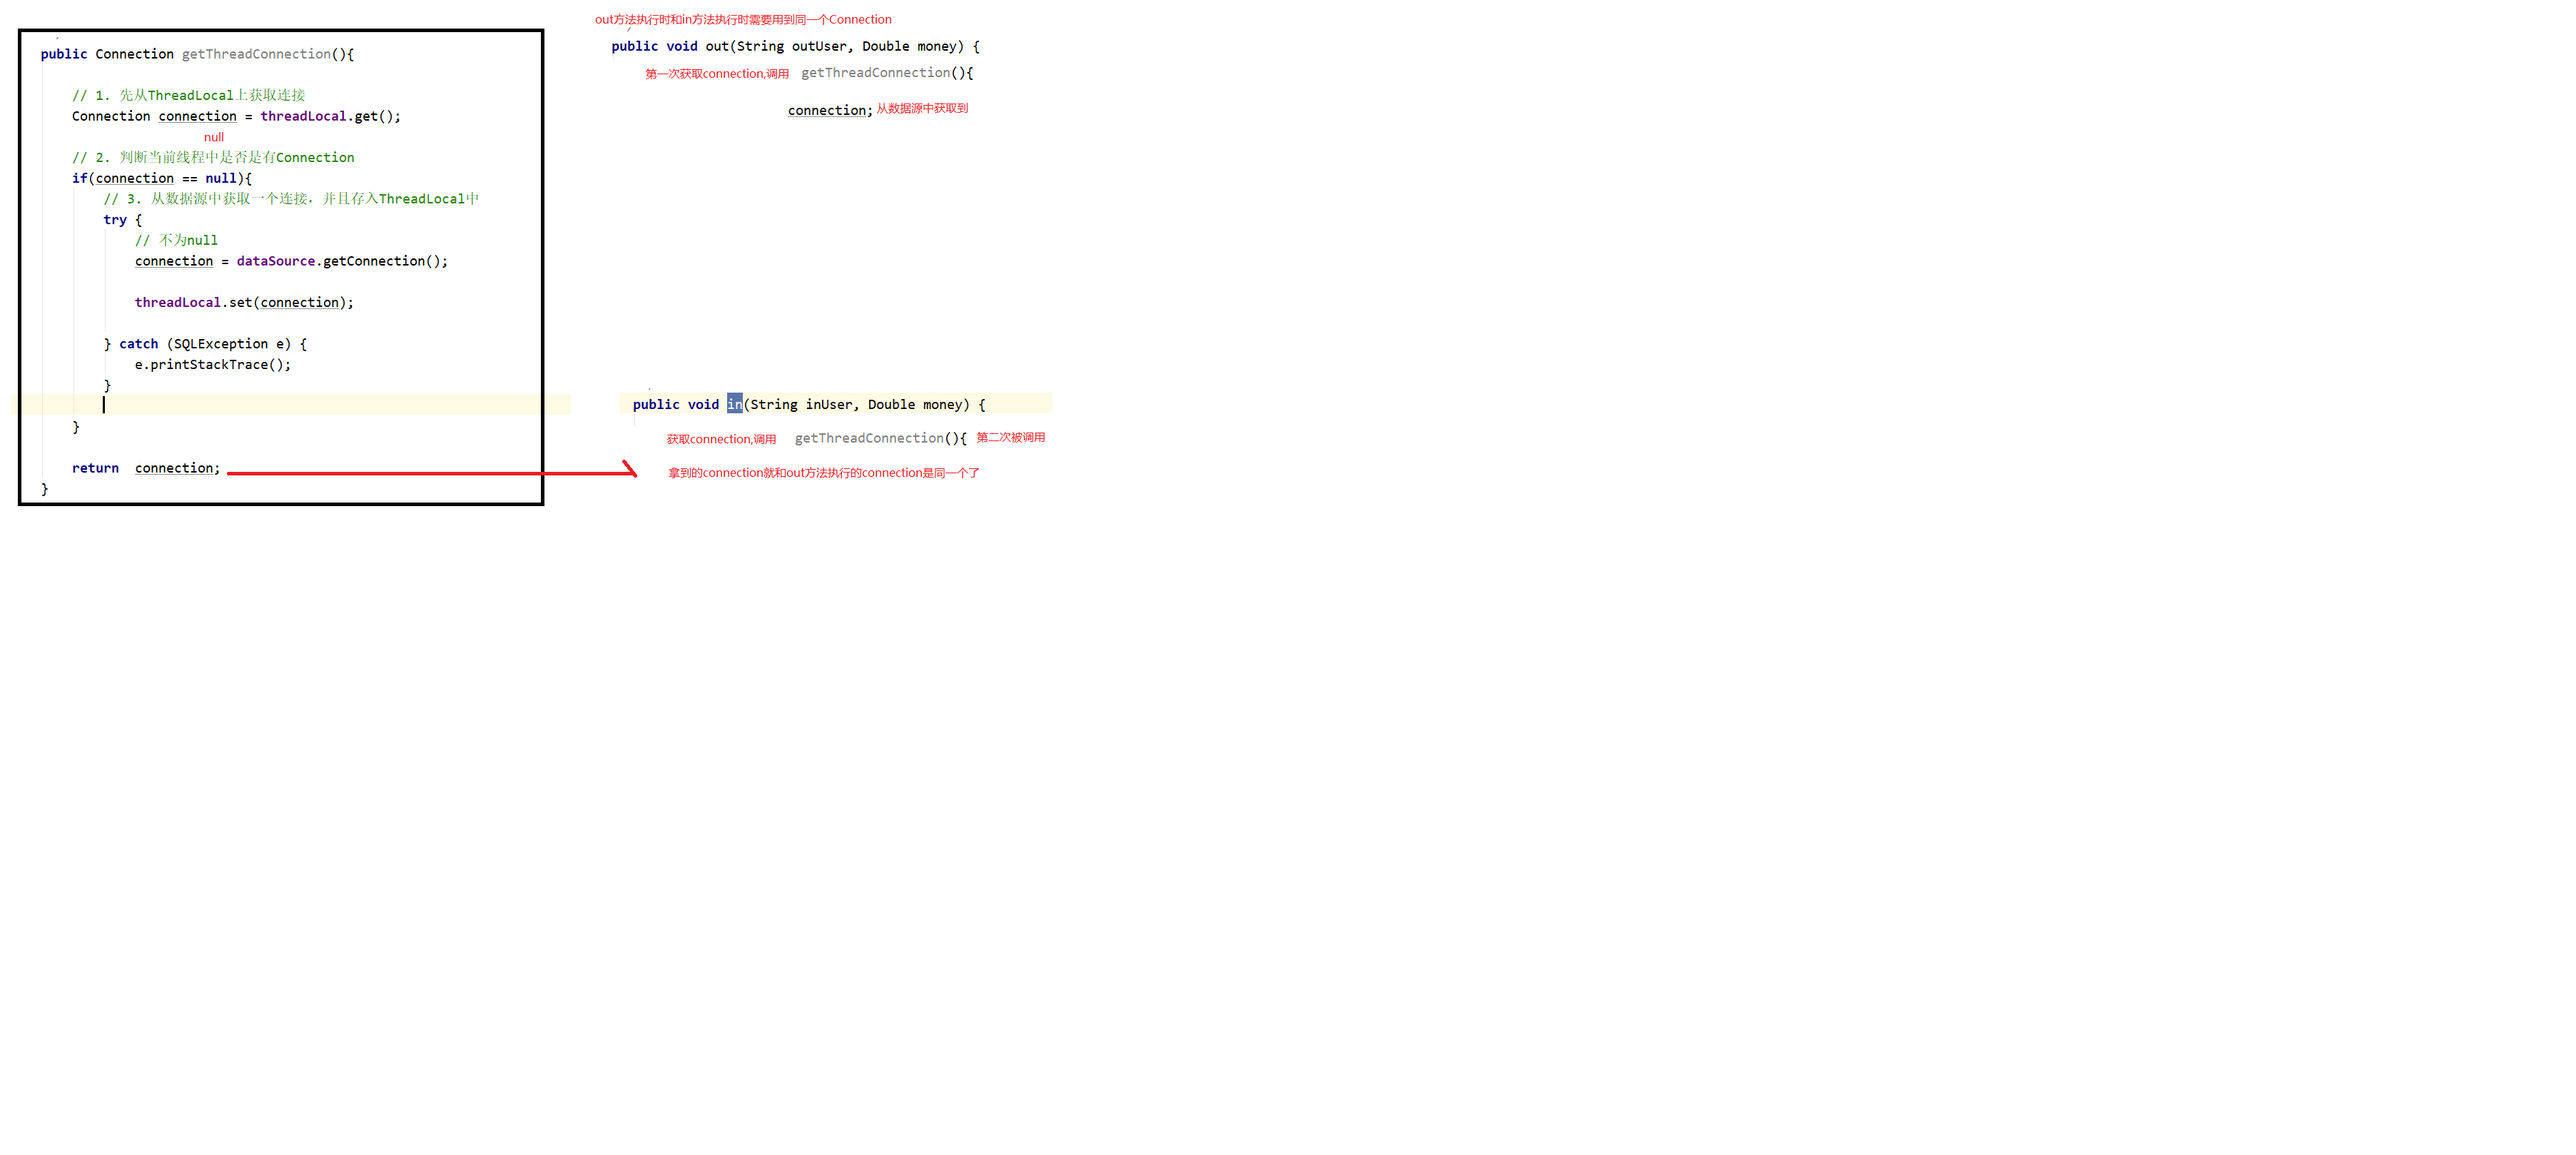 public Connection getThreadConnection(){
// 1. 先从ThreadLocal上获取连接
Connection connection = threadLocal.get();
null
// 2. 判断当前线程中是否是有Connection
if(connection == null){
// 3. 从数据源中获取一个连接，并且存入ThreadLocal中
try {
// 不为null
connection = dataSource.getConnection();
threadLocal.set(connection);
} catch (SQLException e) {
e.printStackTrace();
}
}
return connection;
}
out方法执行时和in方法执行时需要用到同一个Connection
public void out(String outUser, Double money) {
第一次获取connection,调用 getThreadConnection(){
connection; 从数据源中获取到
public void in(String inUser, Double money) {
获取connection,调用 getThreadConnection(){ 第二次被调用
拿到的connection就和out方法执行的connection是同一个了